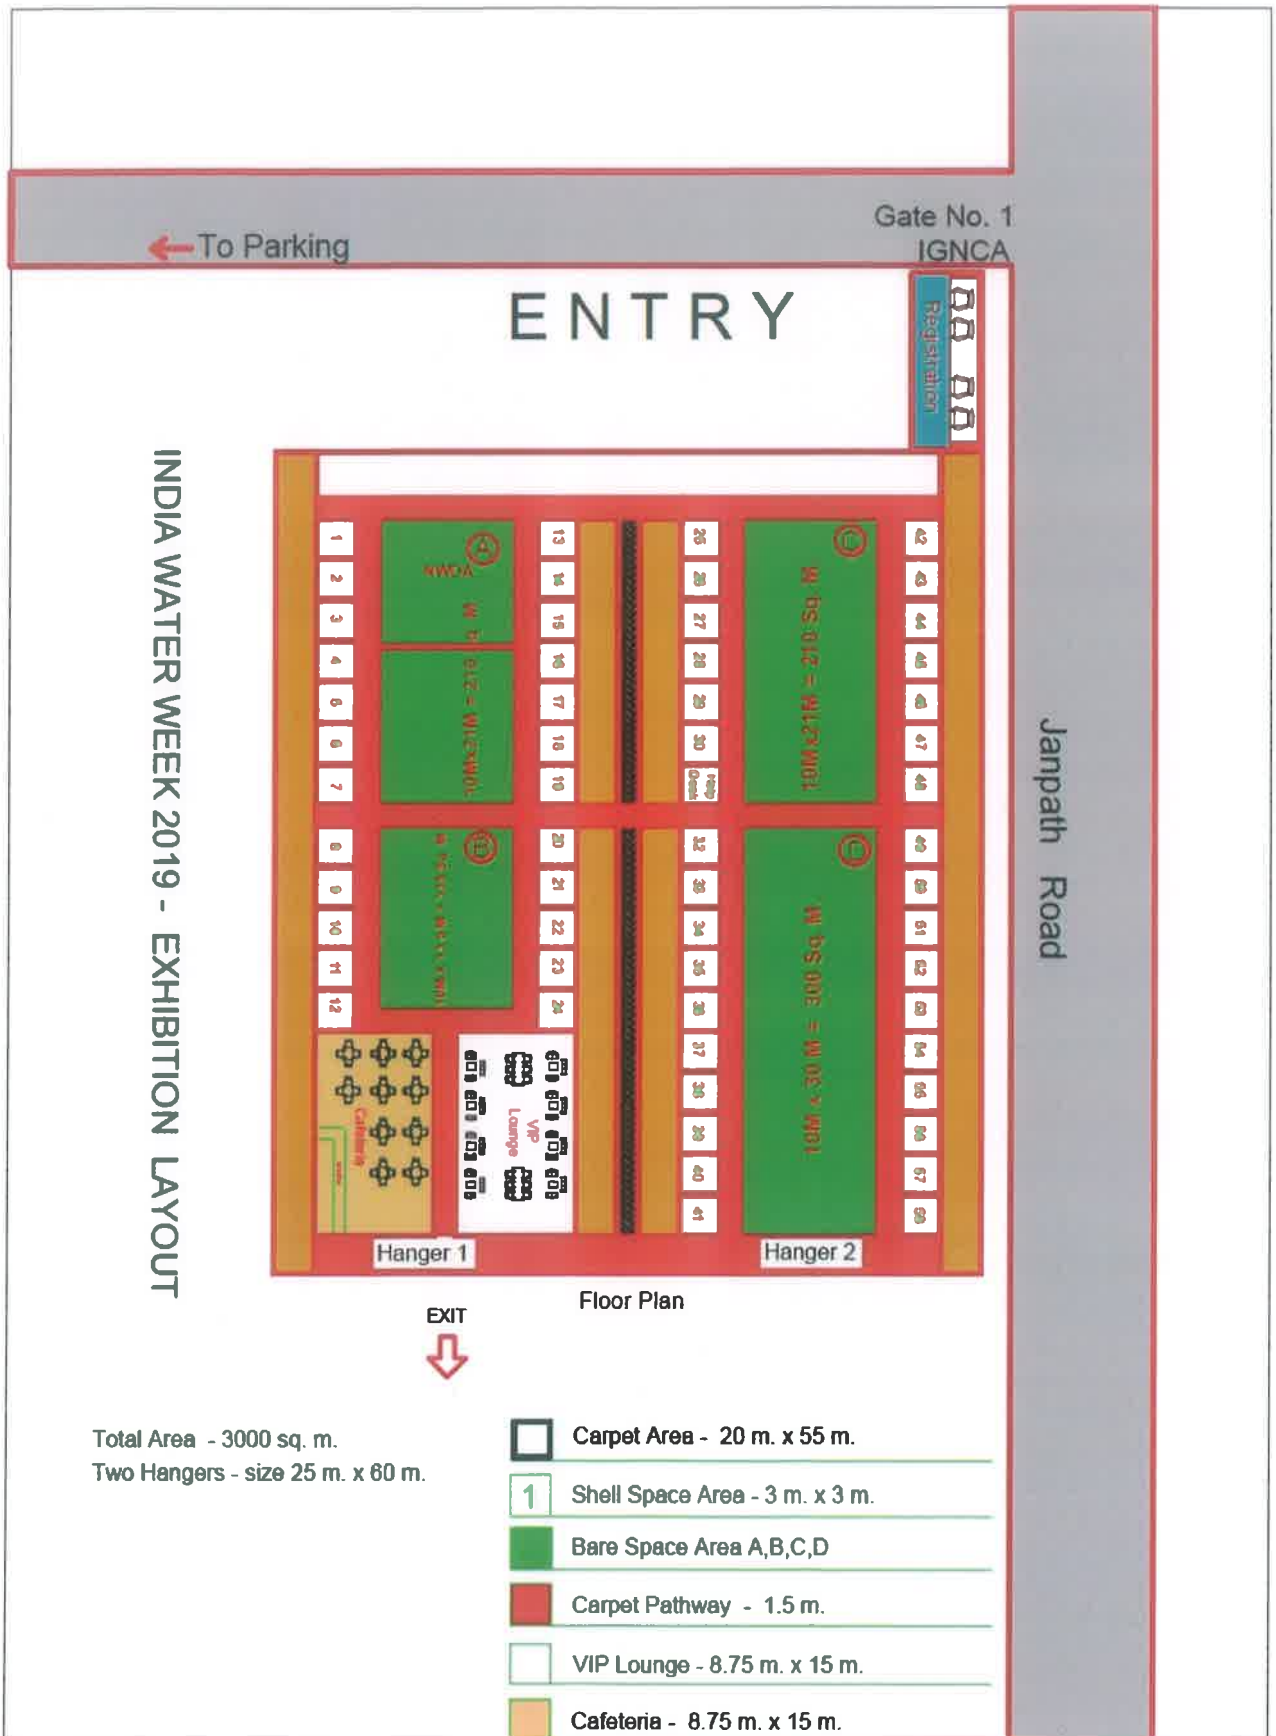 Gate No. 1
IGNCA
To Parking
ENTRY
Registration
INDIA WATER WEEK 2019 - EXHIBITION LAYOUT
Janpath Road
1
2
3
4
5
6
7
8
9
10
11
12
A
NWDA
B
13
14
15
16
17
18
19
20
21
22
23
24
25
26
27
28
29
30
Help
Desk
32
33
34
35
36
37
38
39
40
41
10M x21M = 210 Sq. M
10M x 30 M = 300 Sq. M
42
43
44
45
46
47
48
49
50
51
52
53
54
55
56
57
58
Cafeteria
VIP
Lounge
Hanger 1
Hanger 2
Floor Plan
EXIT
Total Area - 3000 sq. m.
Two Hangers - size 25 m. x 60 m.
Carpet Area - 20 m. x 55 m.
1 Shell Space Area - 3 m. x 3 m.
Bare Space Area A,B,C,D
Carpet Pathway - 1.5 m.
VIP Lounge - 8.75 m. x 15 m.
Cafeteria - 8.75 m. x 15 m.